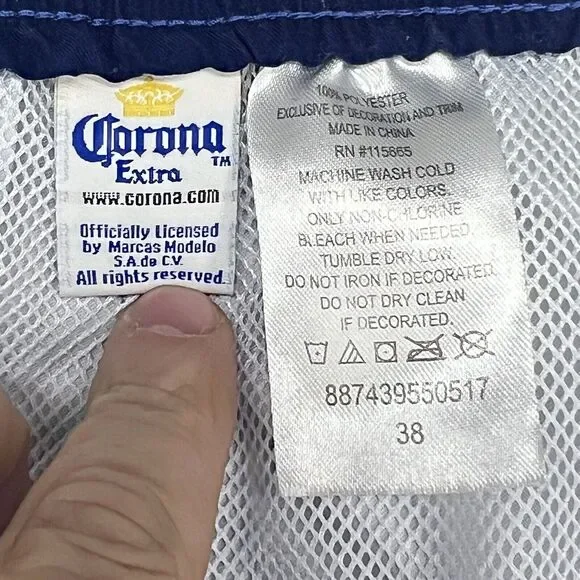 Corona
TM
Extra
www.corona.com
Officially Licensed
by Marcas Modelo
S.A. de C.V.
All rights reserved.
100% POLYESTER
EXCLUSIVE OF DECORATION AND TRIM
MADE IN CHINA
RN #115665
MACHINE WASH COLD
WITH LIKE COLORS.
ONLY NON-CHLORINE
BLEACH WHEN NEEDED.
TUMBLE DRY LOW.
DO NOT IRON IF DECORATED.
DO NOT DRY CLEAN
IF DECORATED.
887439550517
38